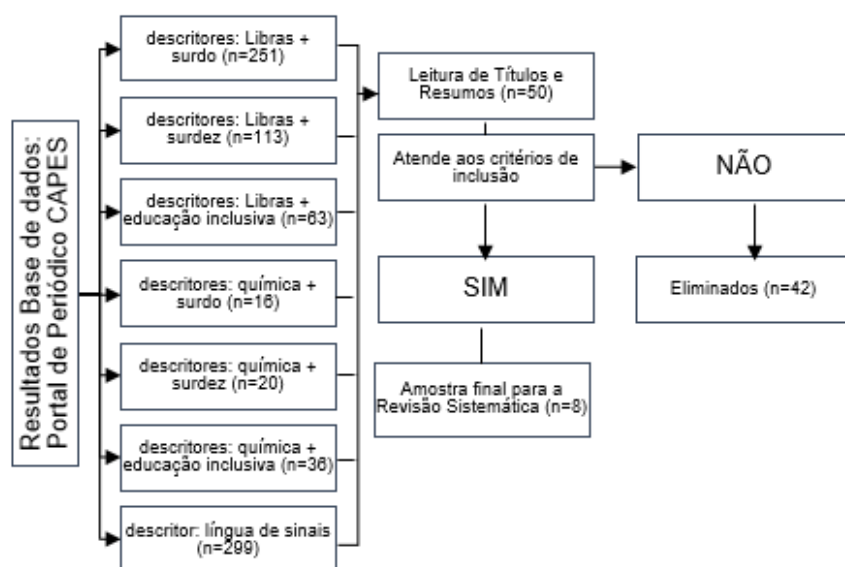 Resultados Base de dados:
Portal de Periódico CAPES
descritores: Libras +
surdo (n=251)
descritores: Libras +
surdez (n=113)
descritores: Libras +
educação inclusiva (n=63)
descritores: química +
surdo (n=16)
descritores: química +
surdez (n=20)
descritores: química +
educação inclusiva (n=36)
descritor: língua de sinais
(n=299)
Leitura de Títulos e
Resumos (n=50)
Atende aos critérios de
inclusão
NÃO
SIM
Eliminados (n=42)
Amostra final para a
Revisão Sistemática (n=8)